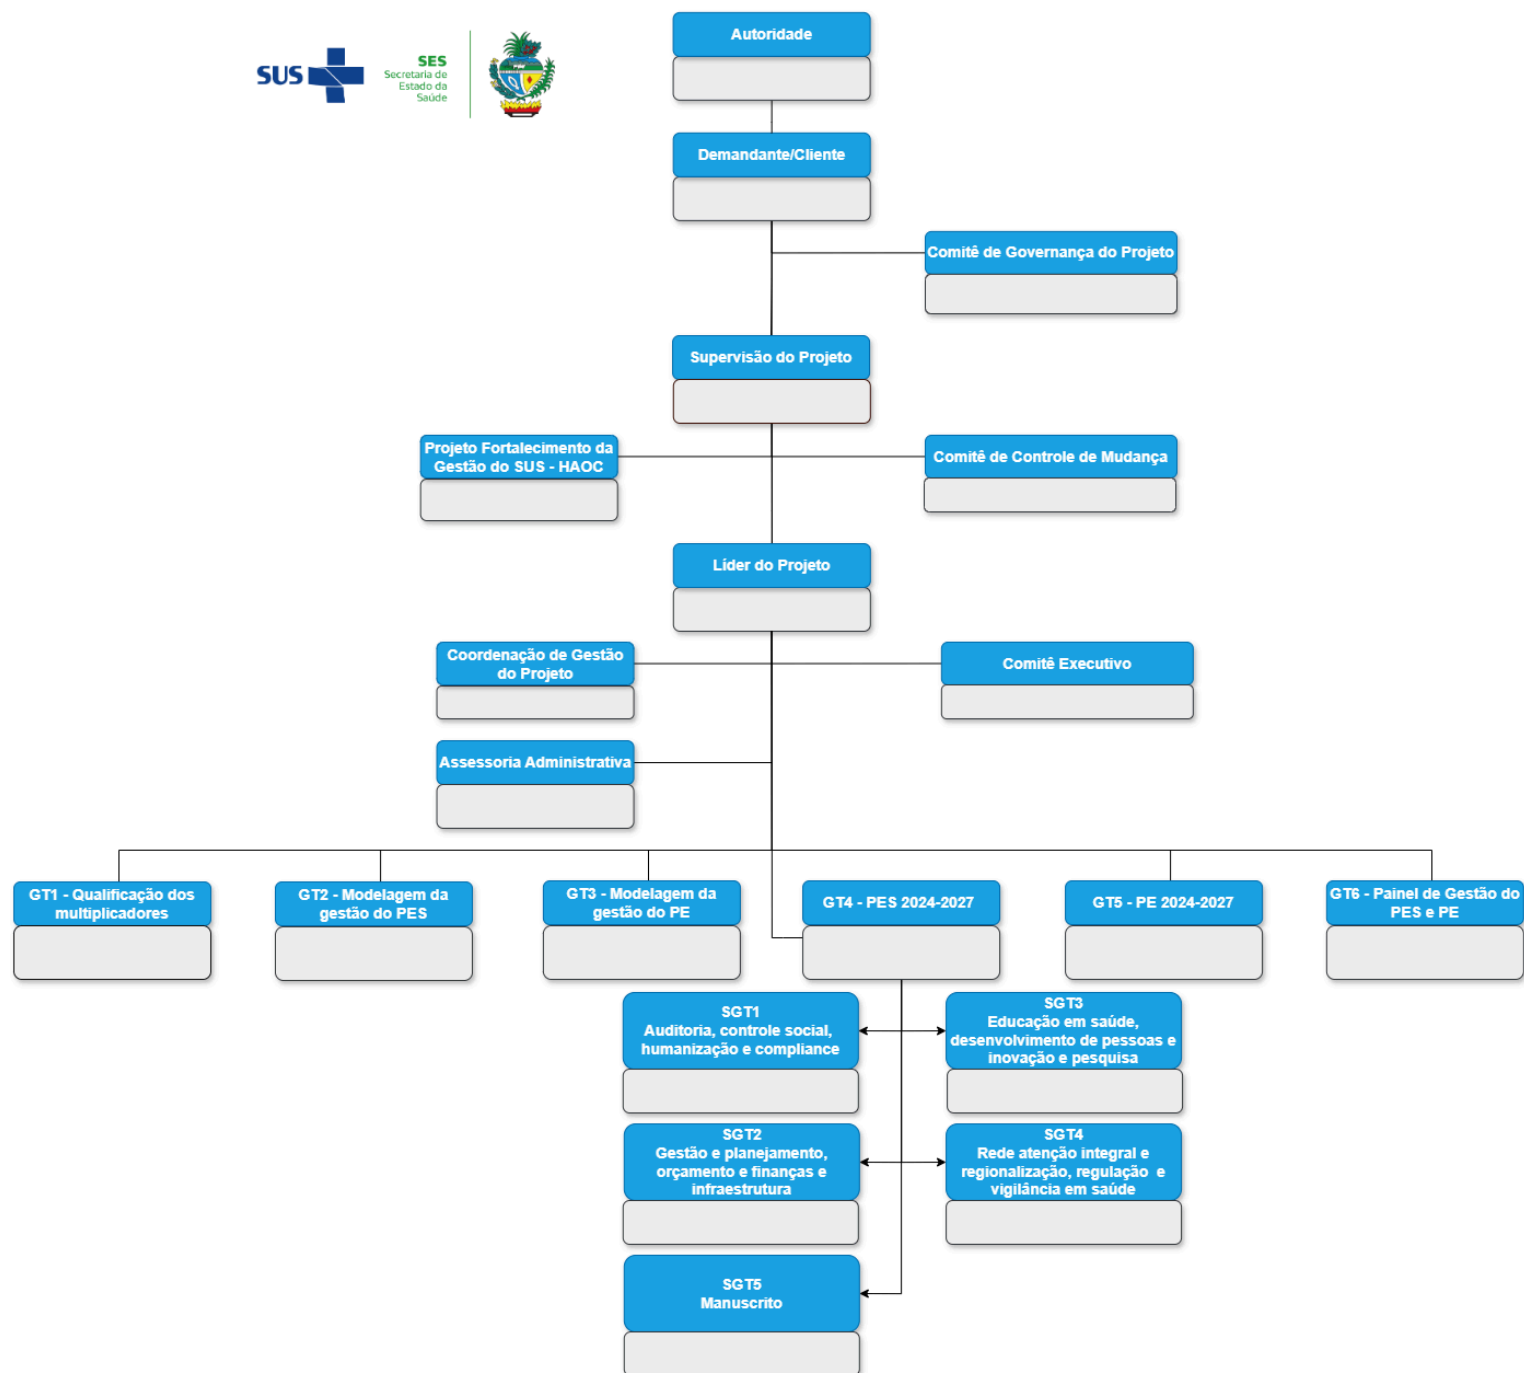 SUS
SES
Secretaria de
Estado da
Saúde
Autoridade
Demandante/Cliente
Comitê de Governança do Projeto
Supervisão do Projeto
Projeto Fortalecimento da
Gestão do SUS - HAOC
Comitê de Controle de Mudança
Líder do Projeto
Coordenação de Gestão
do Projeto
Comitê Executivo
Assessoria Administrativa
GT1 - Qualificação dos
multiplicadores
GT2 - Modelagem da
gestão do PES
GT3 - Modelagem da
gestão do PE
GT4 - PES 2024-2027
GT5 - PE 2024-2027
GT6 - Painel de Gestão do
PES e PE
SGT1
Auditoria, controle social,
humanização e compliance
SGT3
Educação em saúde,
desenvolvimento de pessoas e
inovação e pesquisa
SGT2
Gestão e planejamento,
orçamento e finanças e
infraestrutura
SGT4
Rede atenção integral e
regionalização, regulação e
vigilância em saúde
SGT5
Manuscrito